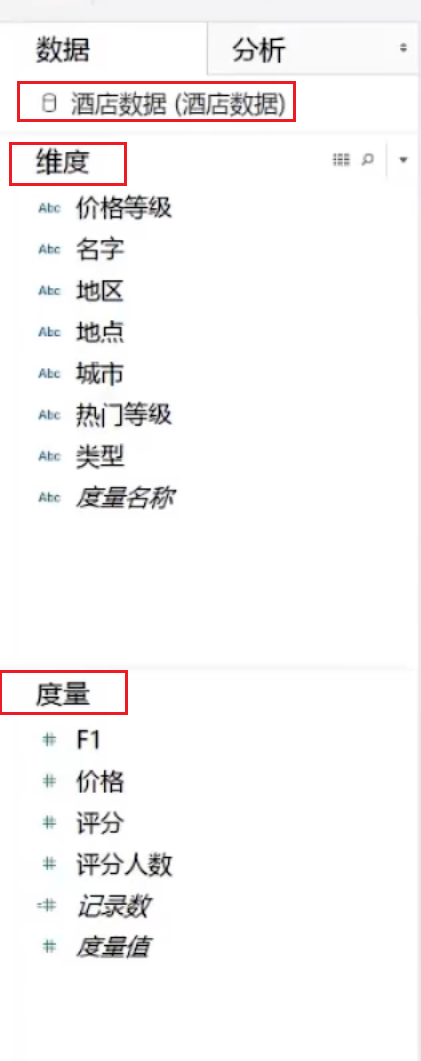 数据 分析
酒店数据 (酒店数据)
维度
Abc 价格等级
Abc 名字
Abc 地区
Abc 地点
Abc 城市
Abc 热门等级
Abc 类型
Abc 度量名称
度量
# F1
# 价格
# 评分
# 评分人数
=# 记录数
# 度量值